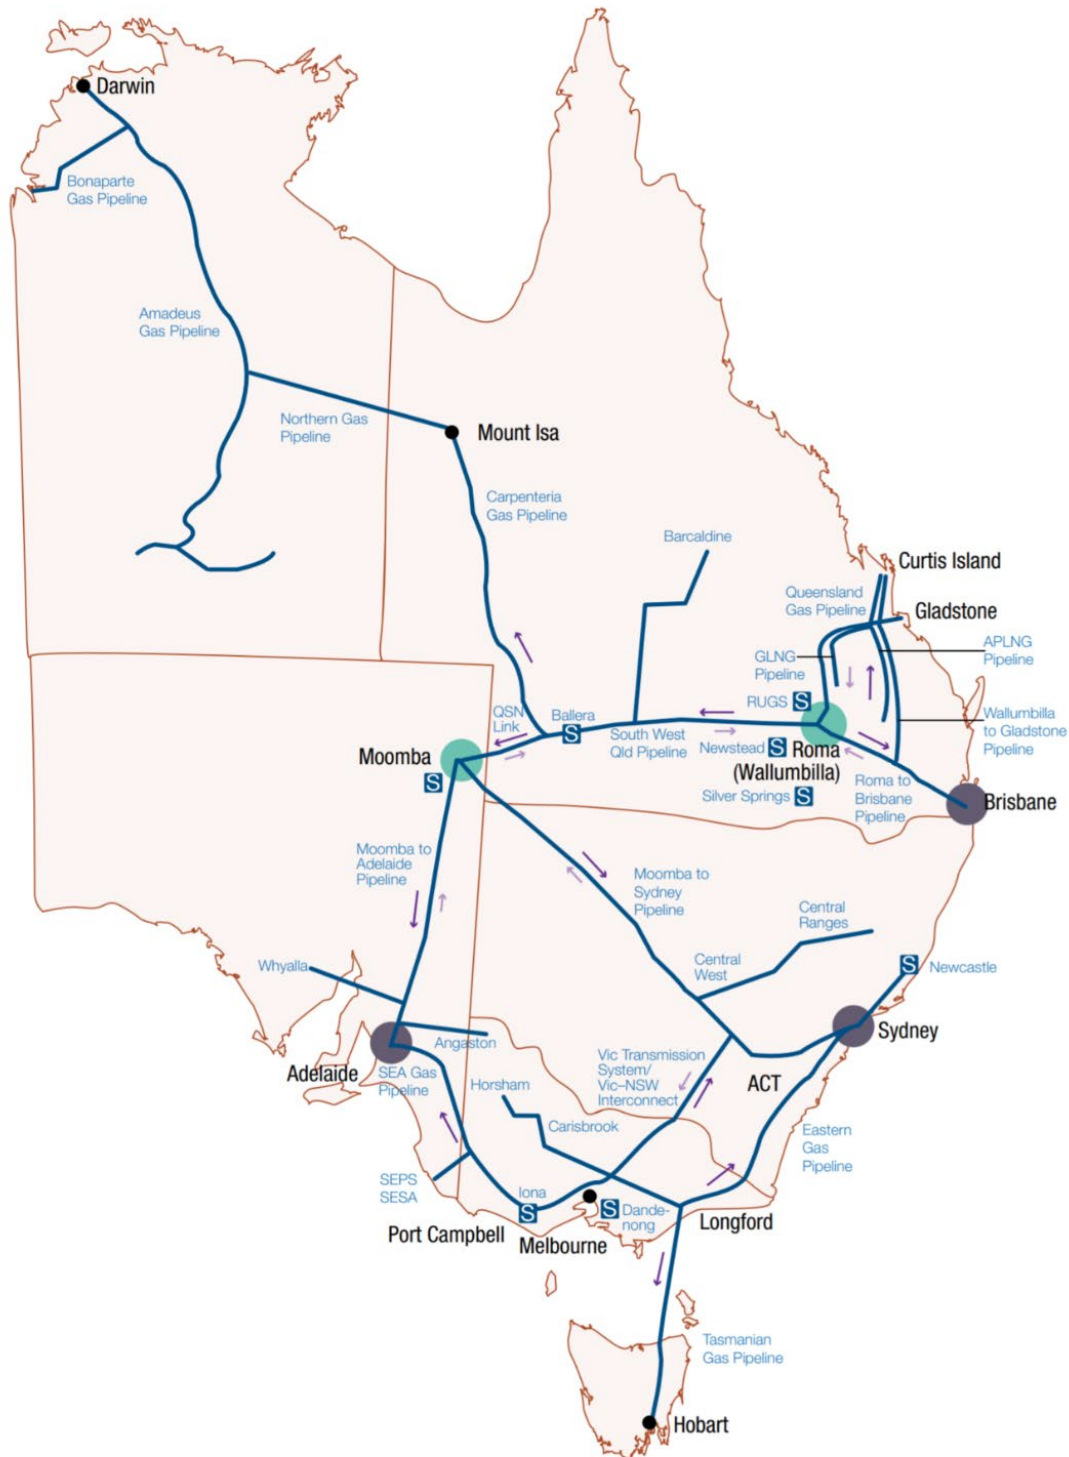 Darwin
Bonaparte
Gas Pipeline
Amadeus
Gas Pipeline
Northern Gas
Pipeline
Mount Isa
Carpenteria
Gas Pipeline
Barcaldine
Curtis Island
Queensland
Gas Pipeline
Gladstone
APLNG
Pipeline
GLNG
Pipeline
RUGS S
Wallumbilla
to Gladstone
Pipeline
QSN
Link
Ballera
S
South West
Qld Pipeline
Newstead S
Roma
(Wallumbilla)
Silver Springs S
Roma to
Brisbane
Pipeline
Brisbane
Moomba
S
Moomba to
Adelaide
Pipeline
Moomba to
Sydney
Pipeline
Central
Ranges
Central
West
Whyalla
S Newcastle
Sydney
Angaston
Adelaide
SEA Gas
Pipeline
Horsham
Carisbrook
Vic Transmission
System/
Vic–NSW
Interconnect
ACT
Eastern
Gas
Pipeline
SEPS
SESA
Iona
S
Port Campbell
Melbourne
S Dande-
nong
Longford
Tasmanian
Gas Pipeline
Hobart